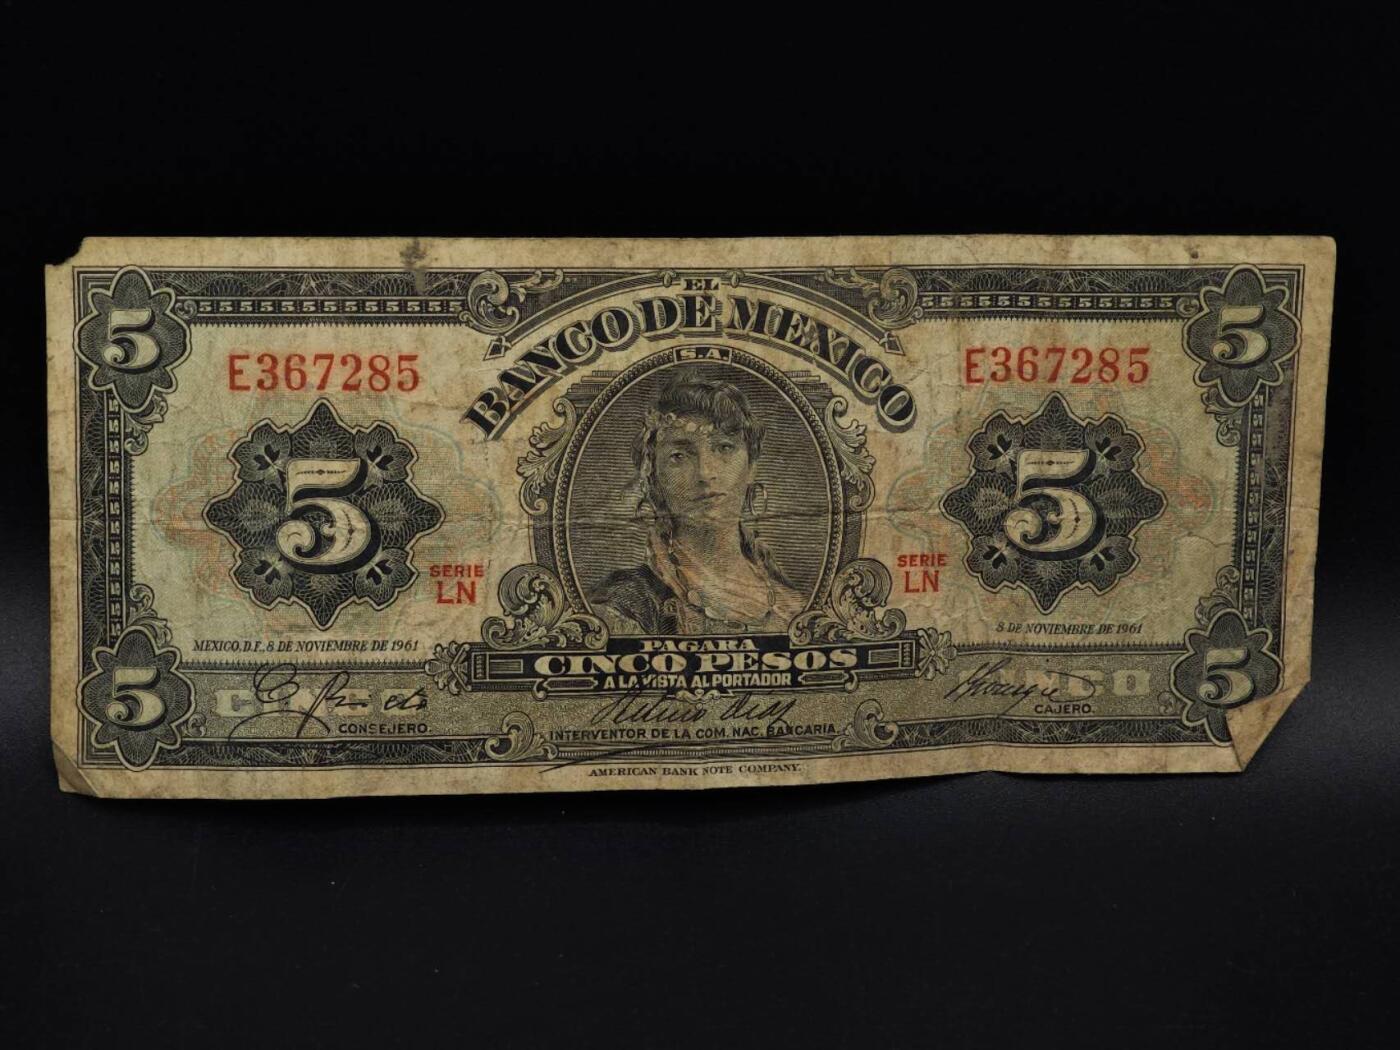 EL
BANCO DE MEXICO
S.A.
5
5
E367285
E367285
5
5
SERIE
LN
SERIE
LN
MEXICO, D.F., 8 DE NOVIEMBRE DE 1961
8 DE NOVIEMBRE DE 1961
PAGARA
CINCO PESOS
A LA VISTA AL PORTADOR
5
5
CINCO
CINCO
CONSEJERO.
INTERVENTOR DE LA COM. NAC. BANCARIA.
CAJERO.
AMERICAN BANK NOTE COMPANY.